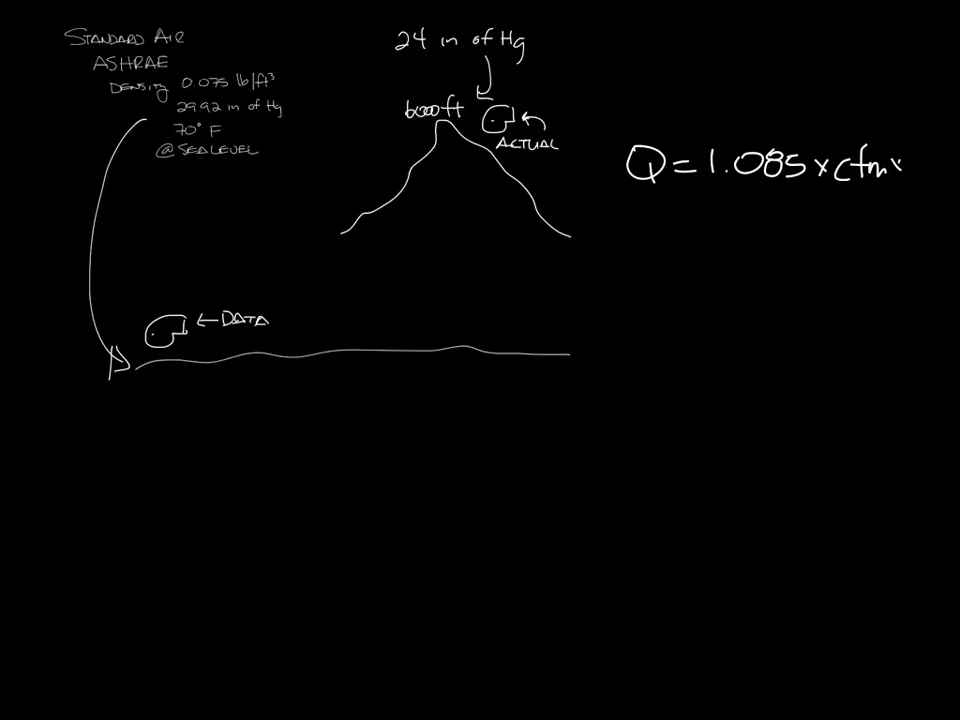 STANDARD AIR
ASHRAE
DENSITY 0.075 lb/ft³
29.92 in of Hg
70° F
@ SEA LEVEL
24 in of Hg
6000 ft
ACTUAL
Q = 1.085 x cfm x
← DATA